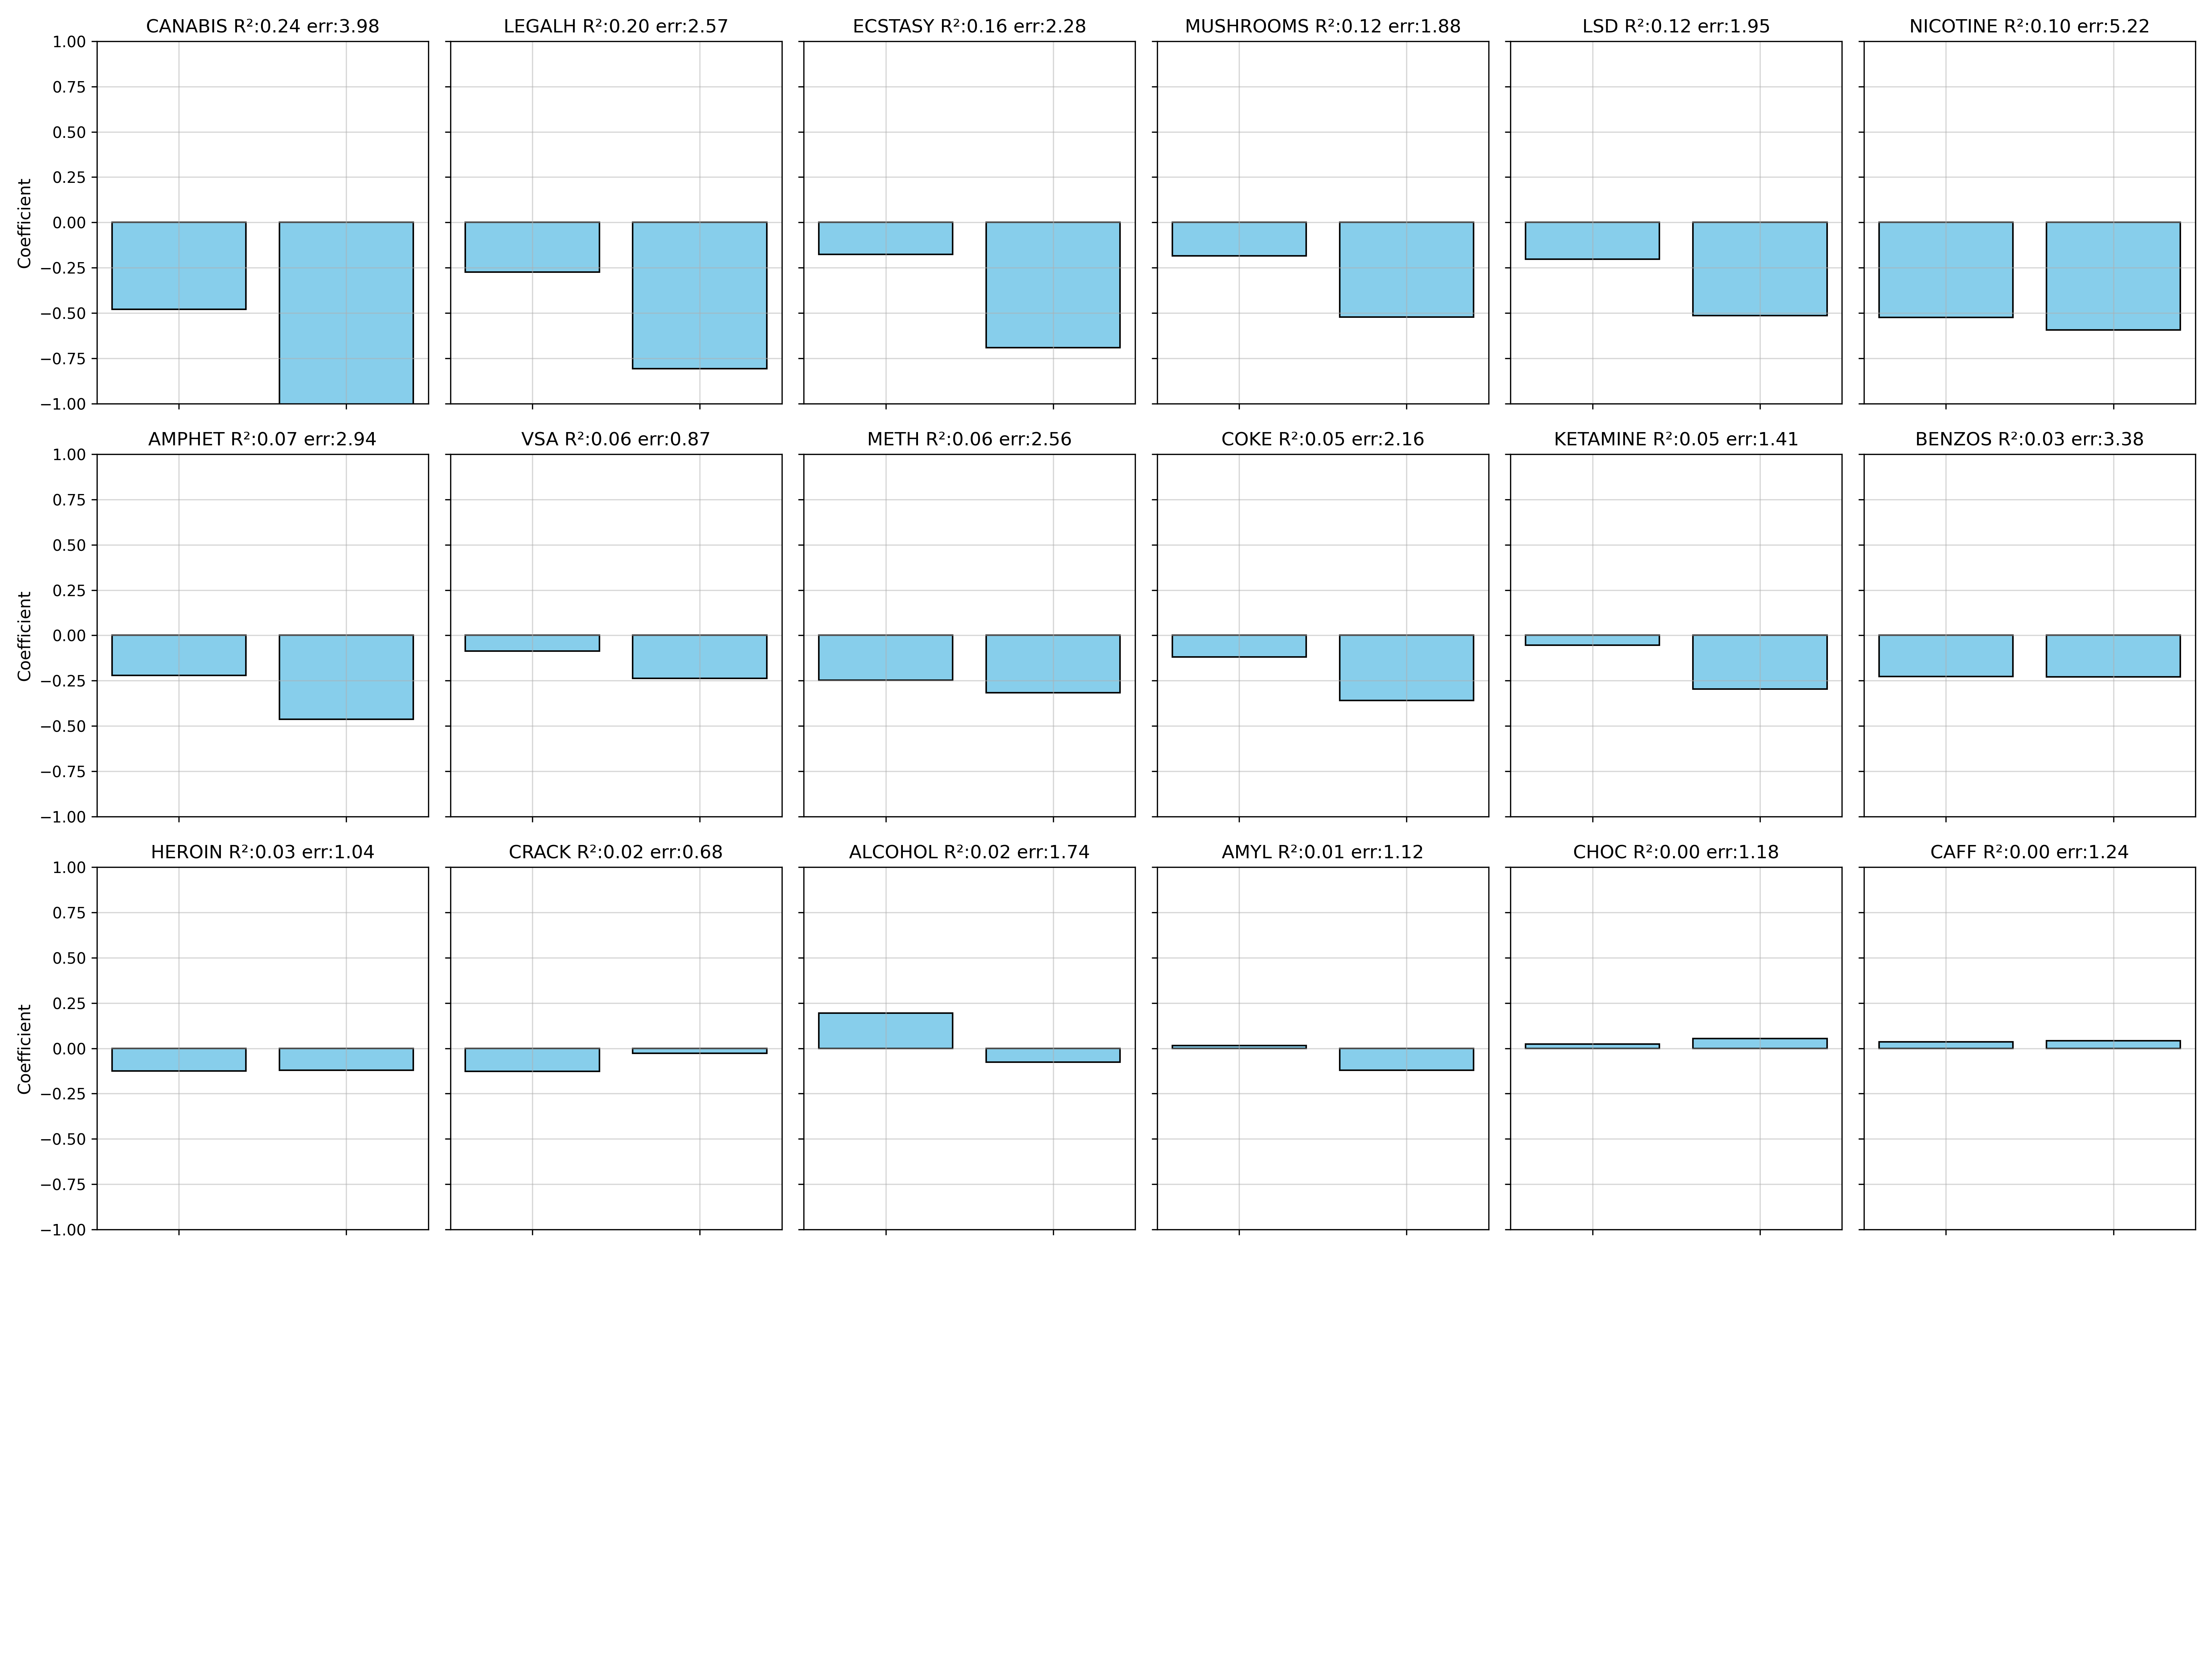 CANABIS R²:0.24 err:3.98
LEGALH R²:0.20 err:2.57
ECSTASY R²:0.16 err:2.28
MUSHROOMS R²:0.12 err:1.88
LSD R²:0.12 err:1.95
NICOTINE R²:0.10 err:5.22
1.00
0.75
0.50
0.25
0.00
−0.25
−0.50
−0.75
−1.00
Coefficient
AMPHET R²:0.07 err:2.94
VSA R²:0.06 err:0.87
METH R²:0.06 err:2.56
COKE R²:0.05 err:2.16
KETAMINE R²:0.05 err:1.41
BENZOS R²:0.03 err:3.38
1.00
0.75
0.50
0.25
0.00
−0.25
−0.50
−0.75
−1.00
Coefficient
HEROIN R²:0.03 err:1.04
CRACK R²:0.02 err:0.68
ALCOHOL R²:0.02 err:1.74
AMYL R²:0.01 err:1.12
CHOC R²:0.00 err:1.18
CAFF R²:0.00 err:1.24
1.00
0.75
0.50
0.25
0.00
−0.25
−0.50
−0.75
−1.00
Coefficient